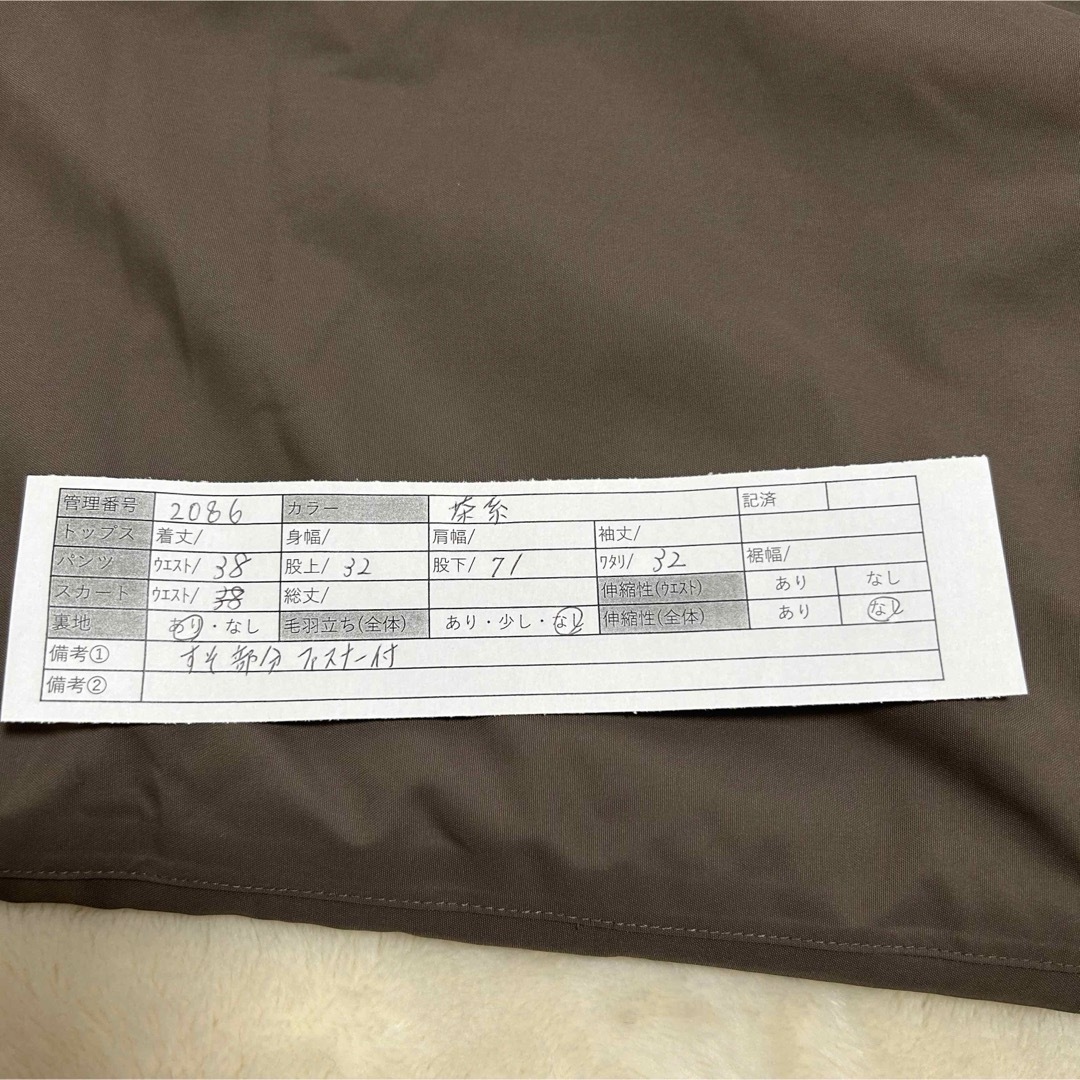 管理番号 2086 カラー 茶系 記済
トップス 着丈/ 身幅/ 肩幅/ 袖丈/
パンツ ウエスト/ 38 股上/ 32 股下/ 71 ワタリ/ 32 裾幅/
スカート ウエスト/ 38 総丈/ 伸縮性(ウエスト) あり なし
裏地 あり・なし 毛羽立ち(全体) あり・少し・なし 伸縮性(全体) あり なし
備考① すそ部分ファスナー付
備考②